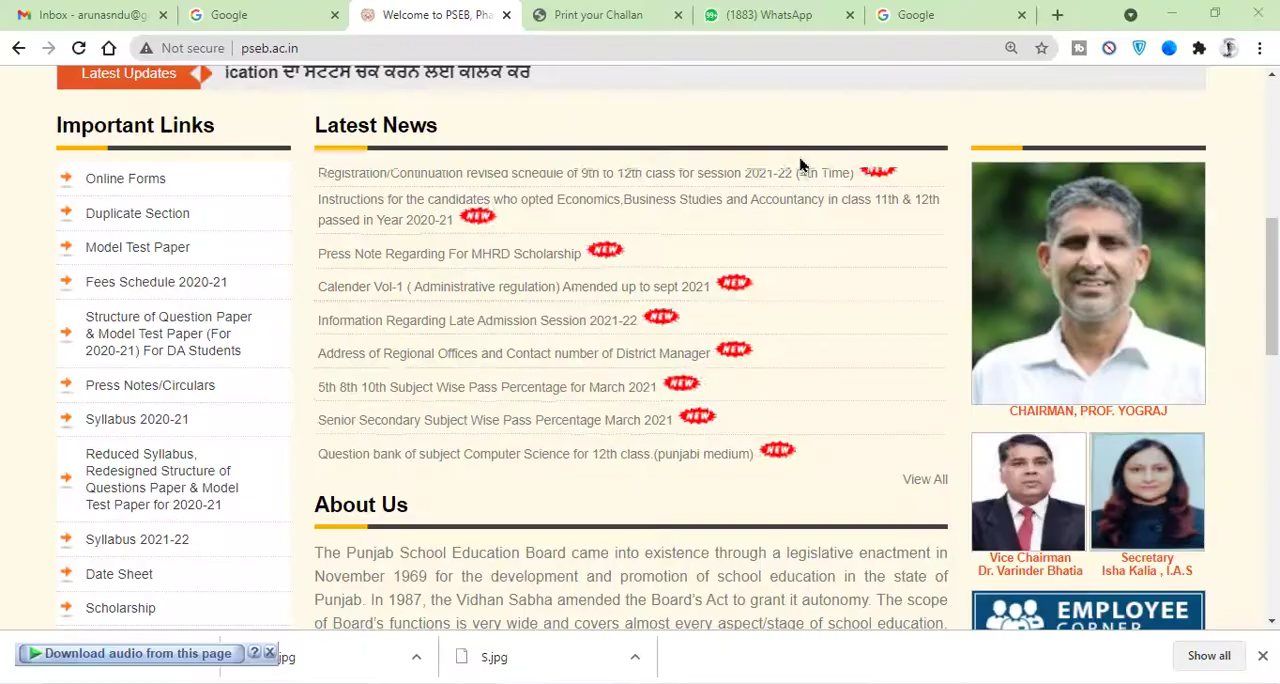 Inbox - arunasndu@g
Google
Welcome to PSEB, Pha
Print your Challan
(1883) WhatsApp
Google
Not secure
pseb.ac.in
Latest Updates
ication ਦਾ ਸਟੇਟਸ ਚੈਕ ਕਰਨ ਲਈ ਕਲਿਕ ਕਰੋ
Important Links
Online Forms
Duplicate Section
Model Test Paper
Fees Schedule 2020-21
Structure of Question Paper
& Model Test Paper (For
2020-21) For DA Students
Press Notes/Circulars
Syllabus 2020-21
Reduced Syllabus,
Redesigned Structure of
Questions Paper & Model
Test Paper for 2020-21
Syllabus 2021-22
Date Sheet
Scholarship
Latest News
Registration/Continuation revised schedule of 9th to 12th class for session 2021-22 Time) NEW
Instructions for the candidates who opted Economics,Business Studies and Accountancy in class 11th & 12th
passed in Year 2020-21 NEW
Press Note Regarding For MHRD Scholarship NEW
Calender Vol-1 ( Administrative regulation) Amended up to sept 2021 NEW
Information Regarding Late Admission Session 2021-22 NEW
Address of Regional Offices and Contact number of District Manager NEW
5th 8th 10th Subject Wise Pass Percentage for March 2021 NEW
Senior Secondary Subject Wise Pass Percentage March 2021 NEW
Question bank of subject Computer Science for 12th class.(punjabi medium) NEW
View All
About Us
The Punjab School Education Board came into existence through a legislative enactment in
November 1969 for the development and promotion of school education in the state of
Punjab. In 1987, the Vidhan Sabha amended the Board's Act to grant it autonomy. The scope
of Board's functions is very wide and covers almost every aspect/stage of school education.
CHAIRMAN, PROF. YOGRAJ
Vice Chairman
Dr. Varinder Bhatia
Secretary
Isha Kalia , I.A.S
EMPLOYEE
CORNER
Download audio from this page
?
jpg
S.jpg
Show all